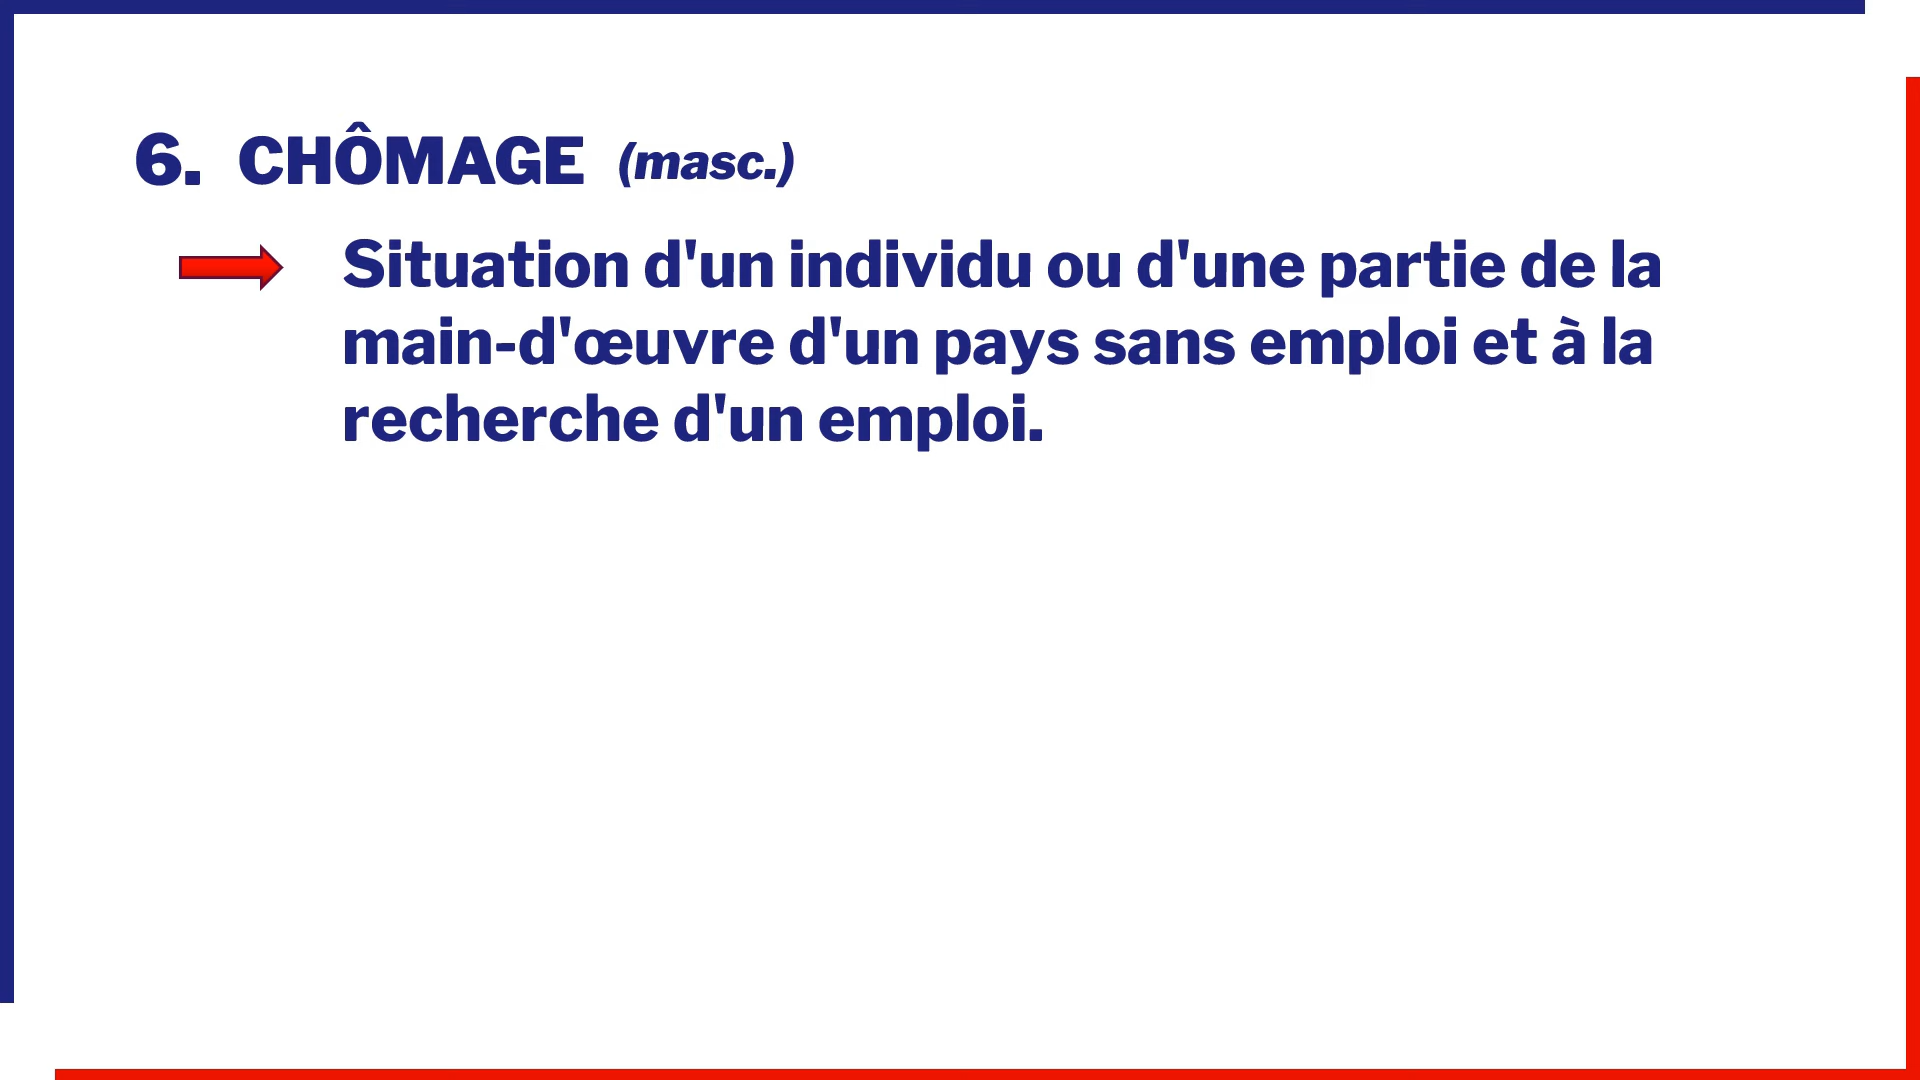 6. CHÔMAGE (masc.)
Situation d'un individu ou d'une partie de la
main-d'œuvre d'un pays sans emploi et à la
recherche d'un emploi.